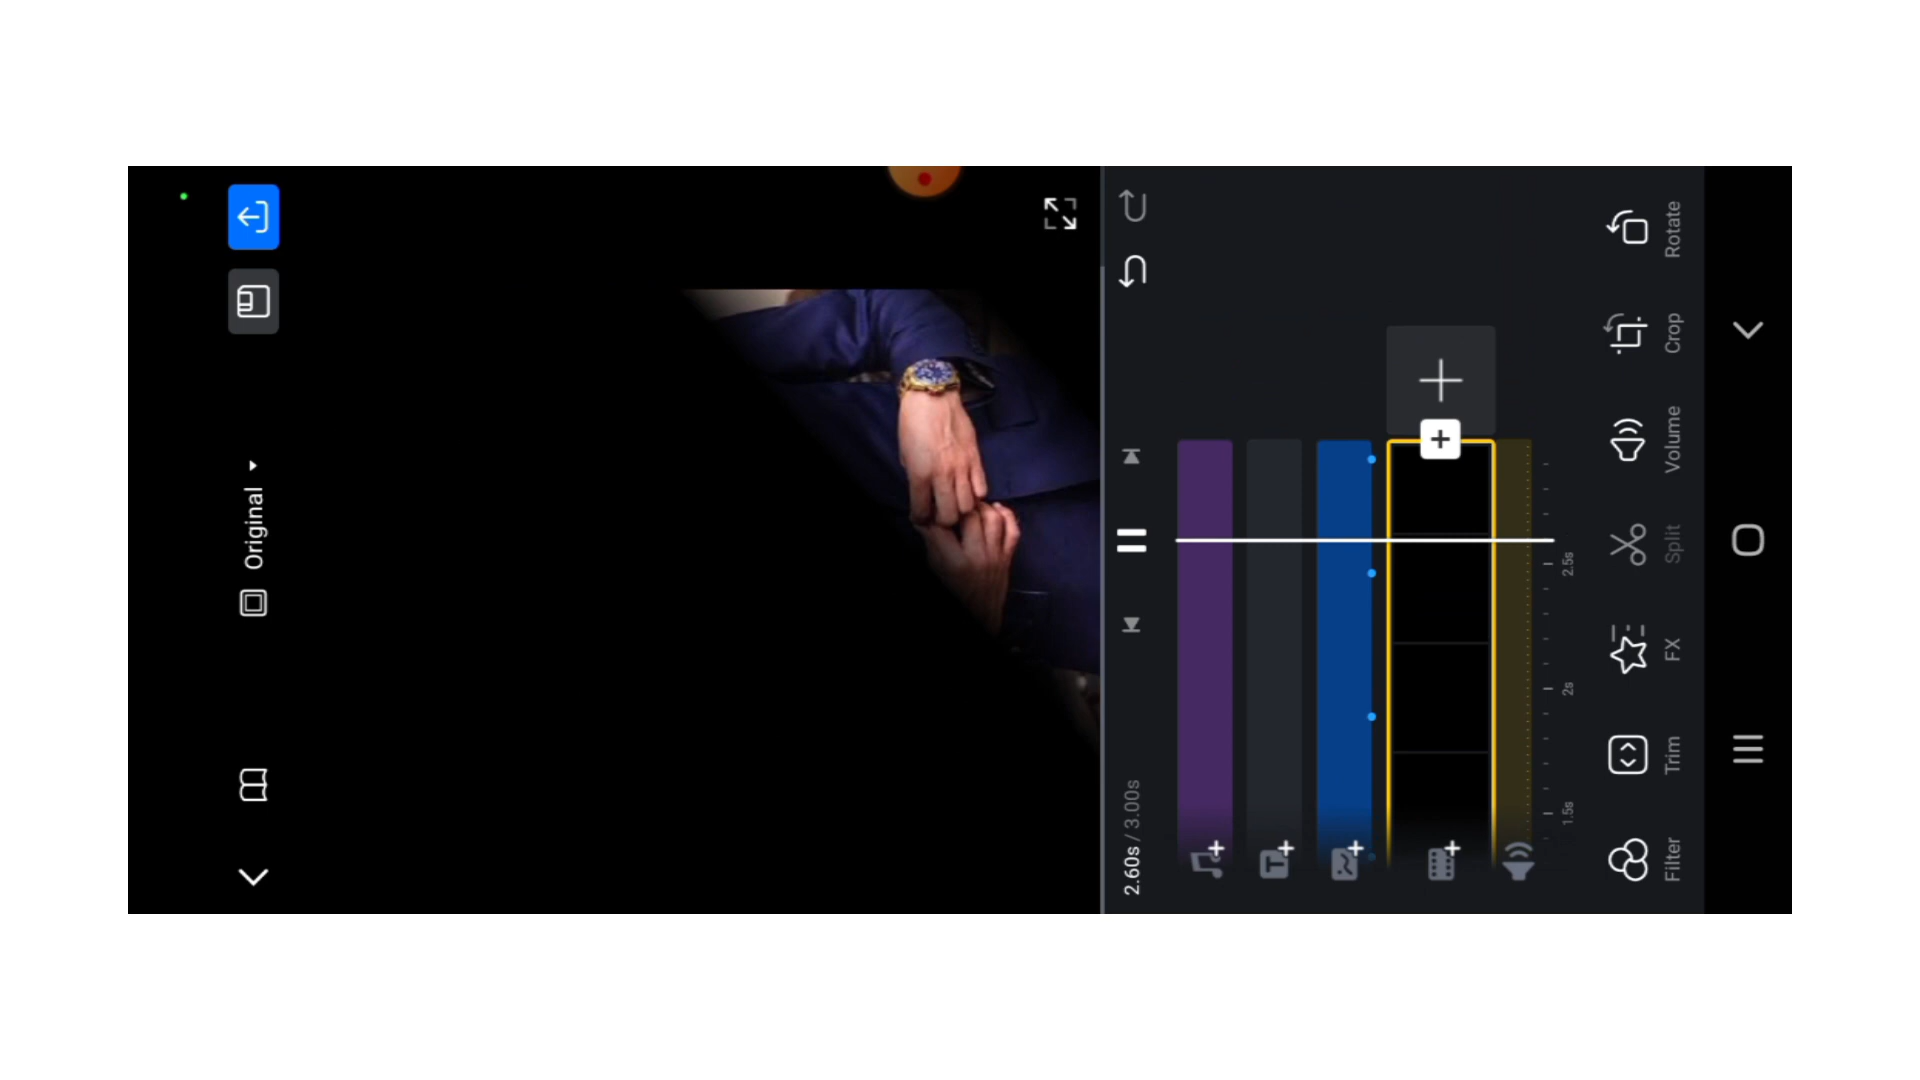 Original
2.60s / 3.00s
1.5s
2s
2.5s
Filter
Trim
FX
Split
Volume
Crop
Rotate